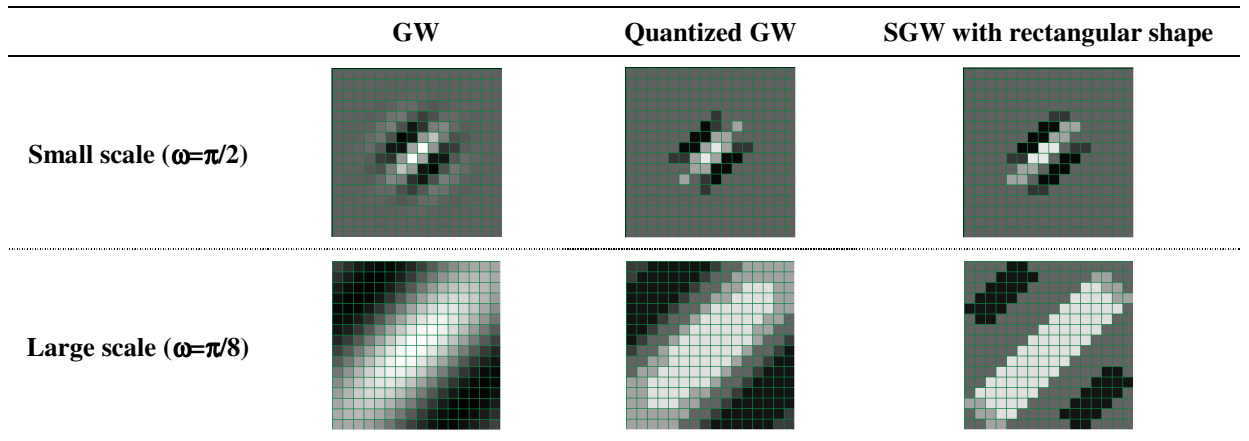 GW Quantized GW SGW with rectangular shape
Small scale (ω=π/2)
Large scale (ω=π/8)